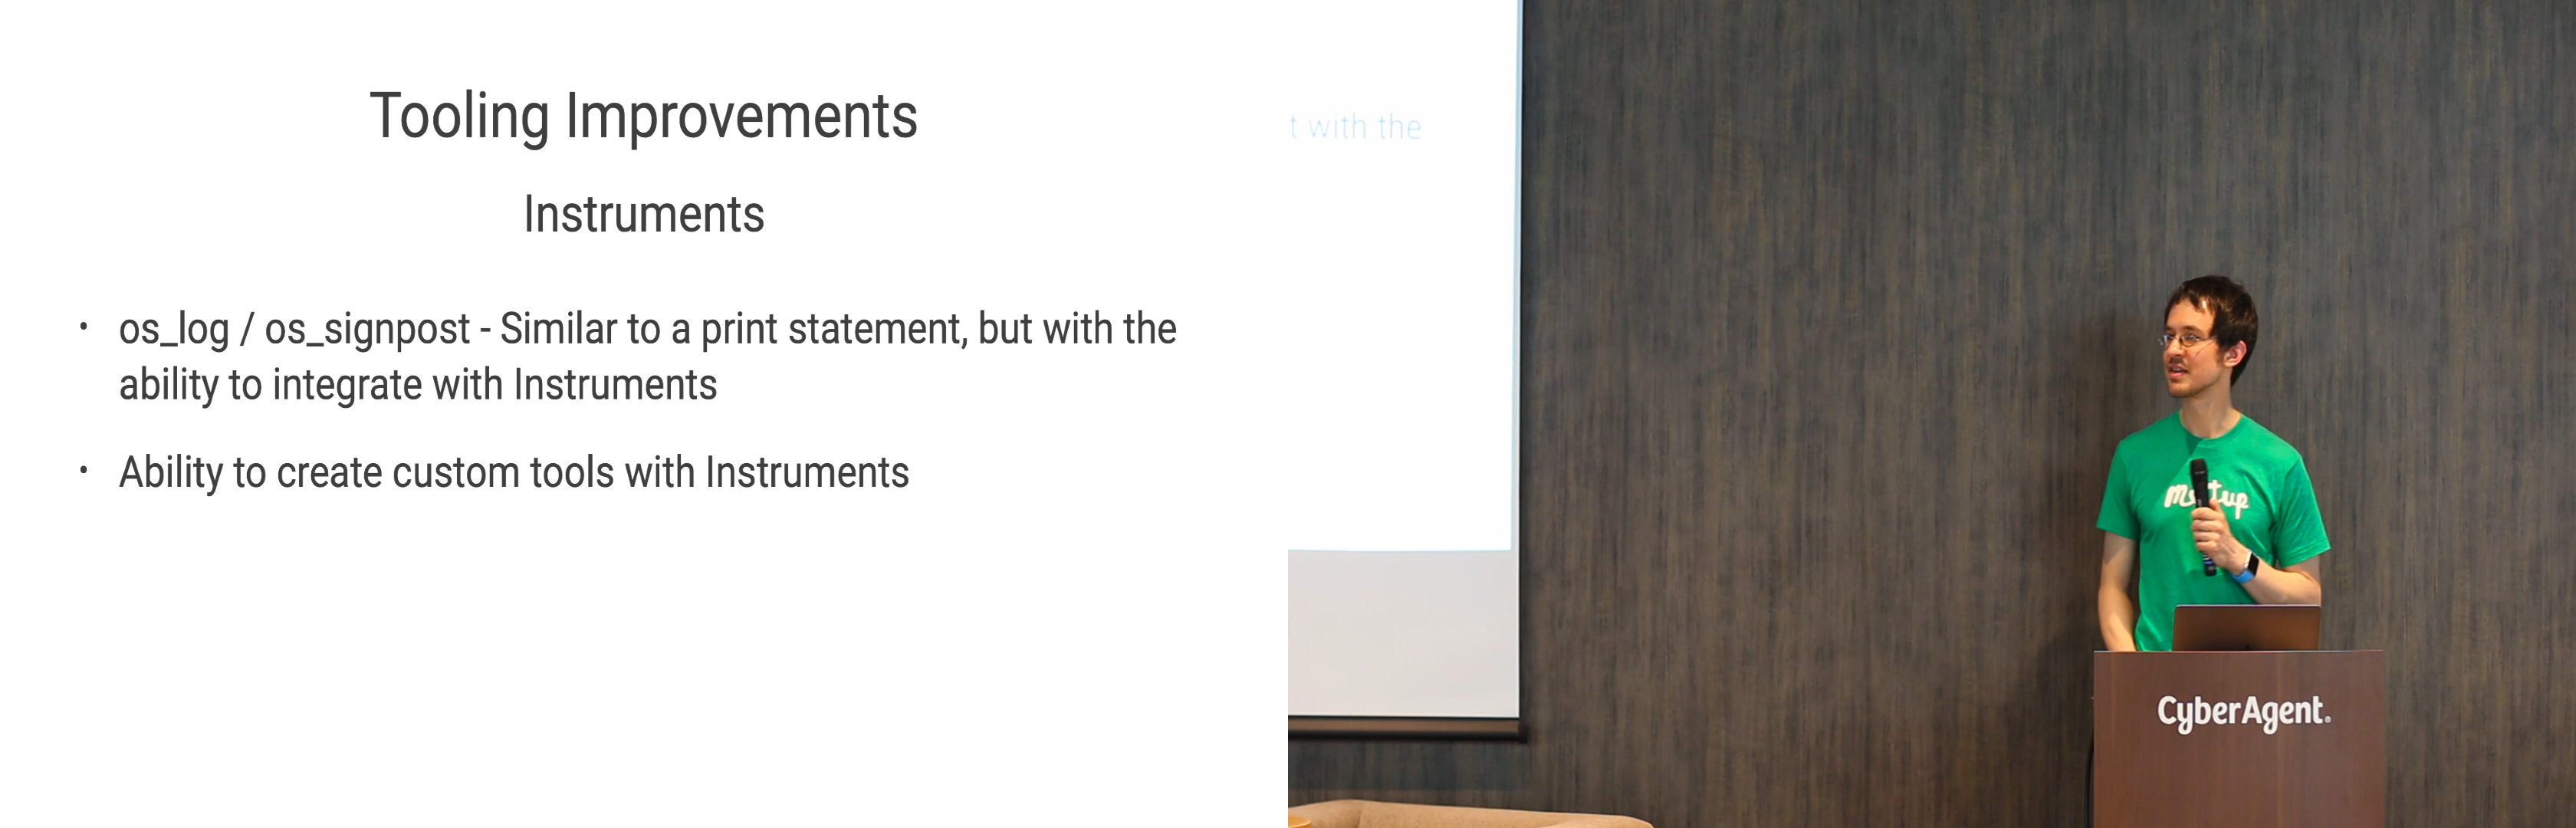 Tooling Improvements
Instruments
• os_log / os_signpost - Similar to a print statement, but with the
ability to integrate with Instruments
• Ability to create custom tools with Instruments
t with the
CyberAgent.